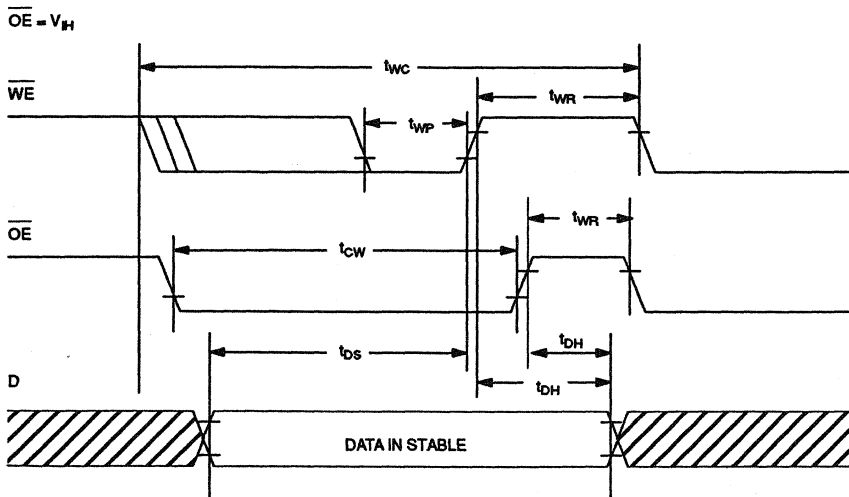 OE = VIH
tWC
WE
tWR
tWP
OE
tWR
tCW
tDH
tDS
D
tDH
DATA IN STABLE